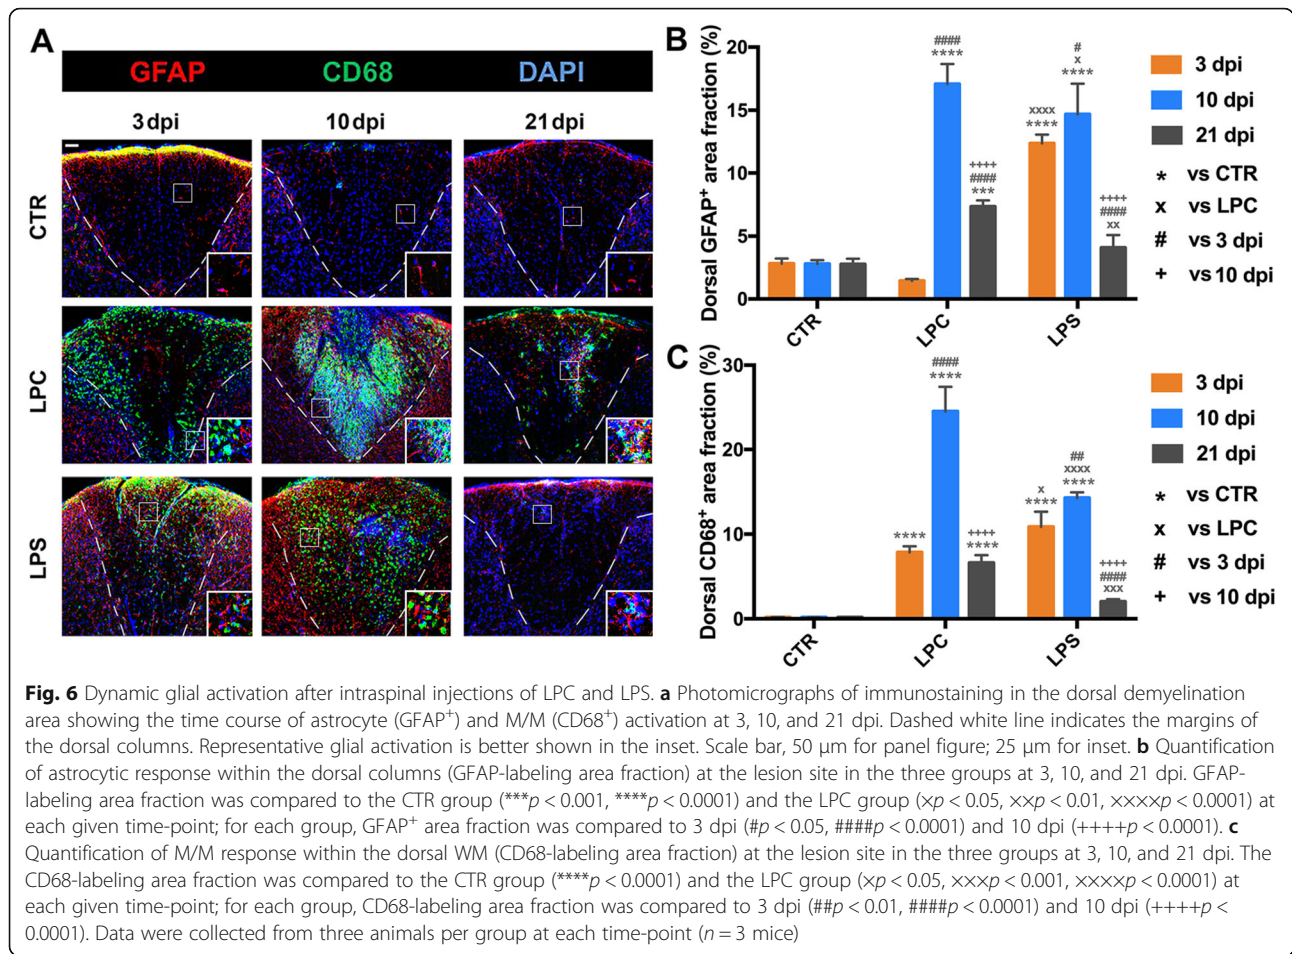 A
GFAP CD68 DAPI
3 dpi 10 dpi 21 dpi
CTR
LPC
LPS
B
Dorsal GFAP⁺ area fraction (%)
20
15
10
5
0
####
****
++++
####
***
xxxx
****
#
x
****
++++
####
xx
CTR LPC LPS
3 dpi
10 dpi
21 dpi
* vs CTR
x vs LPC
# vs 3 dpi
+ vs 10 dpi
C
Dorsal CD68⁺ area fraction (%)
30
20
10
0
****
####
****
++++
****
x
****
##
xxxx
****
++++
####
xxx
CTR LPC LPS
3 dpi
10 dpi
21 dpi
* vs CTR
x vs LPC
# vs 3 dpi
+ vs 10 dpi
Fig. 6 Dynamic glial activation after intraspinal injections of LPC and LPS. a Photomicrographs of immunostaining in the dorsal demyelination
area showing the time course of astrocyte (GFAP⁺) and M/M (CD68⁺) activation at 3, 10, and 21 dpi. Dashed white line indicates the margins of
the dorsal columns. Representative glial activation is better shown in the inset. Scale bar, 50 μm for panel figure; 25 μm for inset. b Quantification
of astrocytic response within the dorsal columns (GFAP-labeling area fraction) at the lesion site in the three groups at 3, 10, and 21 dpi. GFAP-
labeling area fraction was compared to the CTR group (***p < 0.001, ****p < 0.0001) and the LPC group (×p < 0.05, ××p < 0.01, ××××p < 0.0001) at
each given time-point; for each group, GFAP⁺ area fraction was compared to 3 dpi (#p < 0.05, ####p < 0.0001) and 10 dpi (++++p < 0.0001). c
Quantification of M/M response within the dorsal WM (CD68-labeling area fraction) at the lesion site in the three groups at 3, 10, and 21 dpi. The
CD68-labeling area fraction was compared to the CTR group (****p < 0.0001) and the LPC group (×p < 0.05, ×××p < 0.001, ××××p < 0.0001) at
each given time-point; for each group, CD68-labeling area fraction was compared to 3 dpi (##p < 0.01, ####p < 0.0001) and 10 dpi (++++p <
0.0001). Data were collected from three animals per group at each time-point (n = 3 mice)